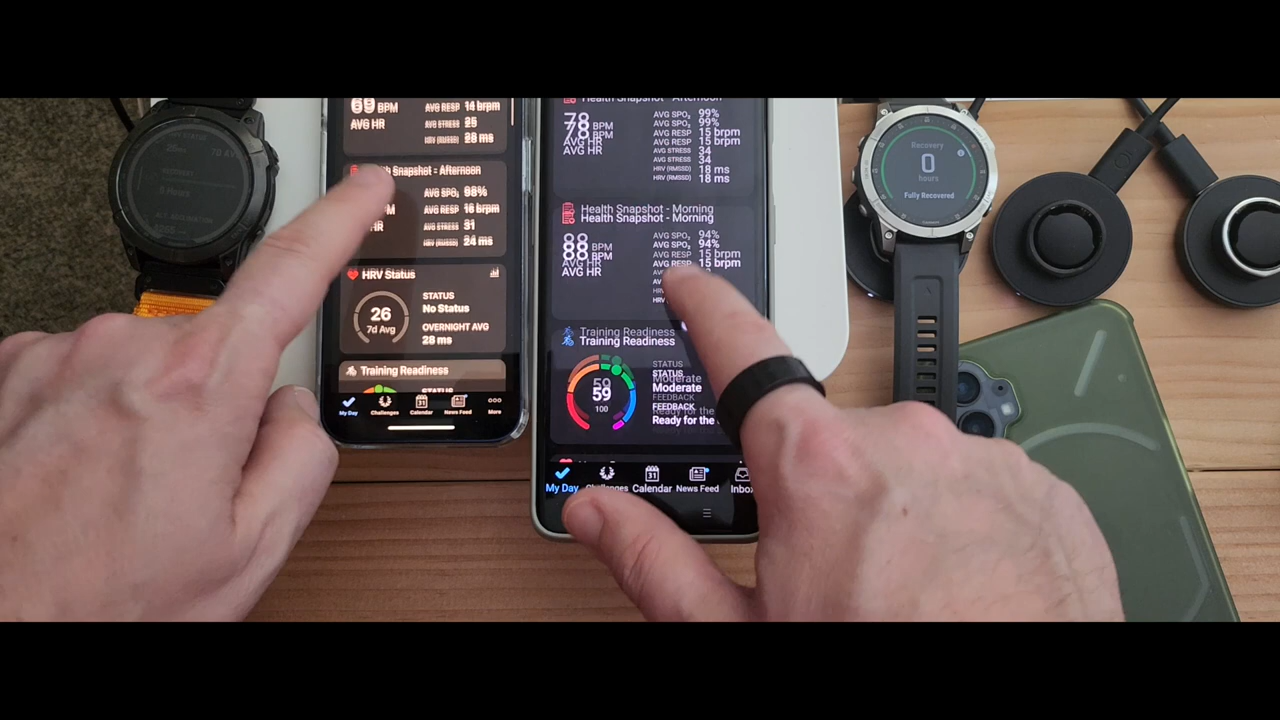 69 BPM
AVG HR
AVG RESP 14 brpm
AVG STRESS 25
HRV (RMSSD) 28 ms
Snapshot - Afternoon
AVG SPO₂ 98%
AVG RESP 16 brpm
AVG STRESS 31
HRV (RMSSD) 24 ms
HRV Status
26
7d Avg
STATUS
No Status
OVERNIGHT AVG
28 ms
Training Readiness
My Day
Challenges
Calendar
News Feed
More
Health Snapshot - Afternoon
78 BPM
AVG HR
AVG SPO₂ 99%
AVG RESP 15 brpm
AVG STRESS 34
HRV (RMSSD) 18 ms
Health Snapshot - Morning
88 BPM
AVG HR
AVG SPO₂ 94%
AVG RESP 15 brpm
Training Readiness
59
100
STATUS
Moderate
FEEDBACK
Ready for the
My Day
Challenges
Calendar
News Feed
Inbox
Recovery
0
hours
Fully Recovered